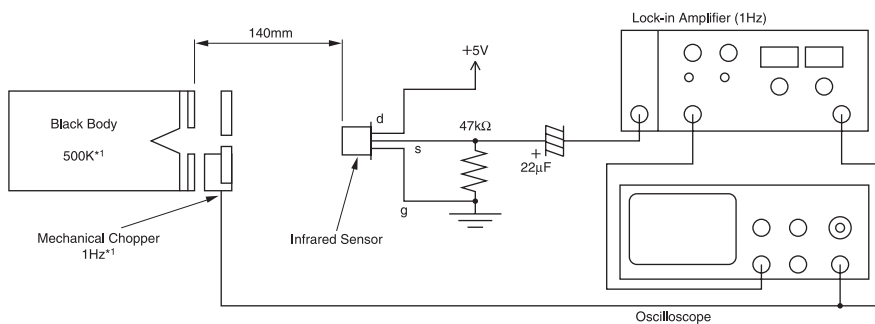 Lock-in Amplifier (1Hz)
140mm
+5V
Black Body
500K*1
d
s
g
47kΩ
+
22µF
Mechanical Chopper
1Hz*1
Infrared Sensor
Oscilloscope